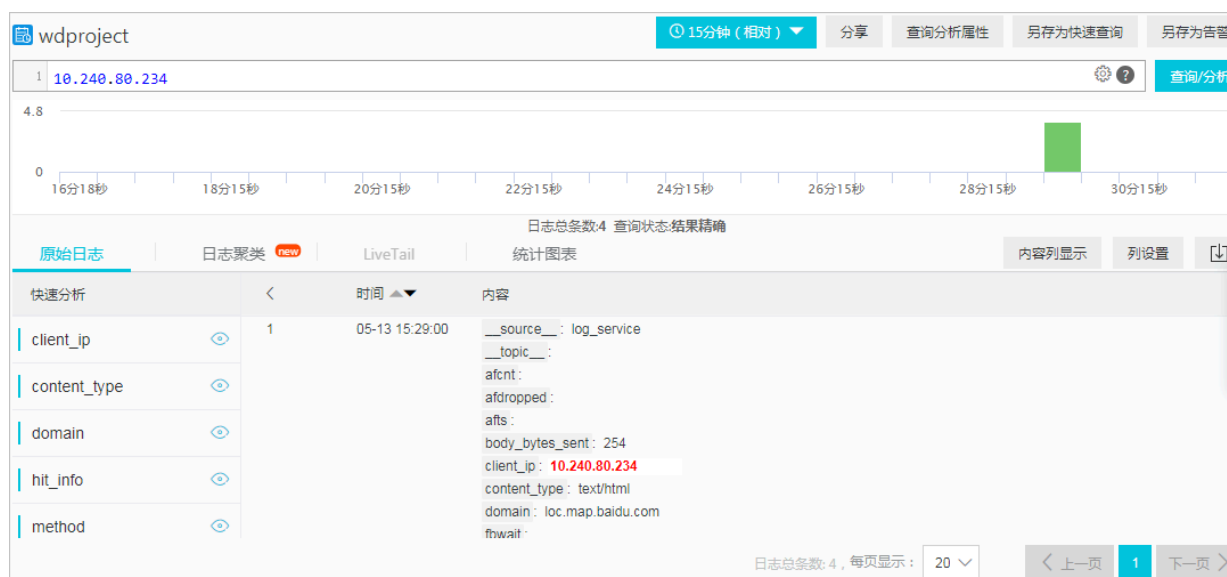 wdproject
15分钟（相对） 分享 查询分析属性 另存为快速查询 另存为告警
1 10.240.80.234 查询/分析
4.8
0
16分18秒 18分15秒 20分15秒 22分15秒 24分15秒 26分15秒 28分15秒 30分15秒
日志总条数:4 查询状态:结果精确
原始日志 日志聚类 new LiveTail 统计图表 内容列显示 列设置
快速分析 < 时间 内容
client_ip
content_type
domain
hit_info
method
1 05-13 15:29:00
__source__ : log_service
__topic__ :
afcnt :
afdropped :
afts :
body_bytes_sent : 254
client_ip : 10.240.80.234
content_type : text/html
domain : loc.map.baidu.com
fbwait :
日志总条数: 4 , 每页显示： 20 < 上一页 1 下一页 >